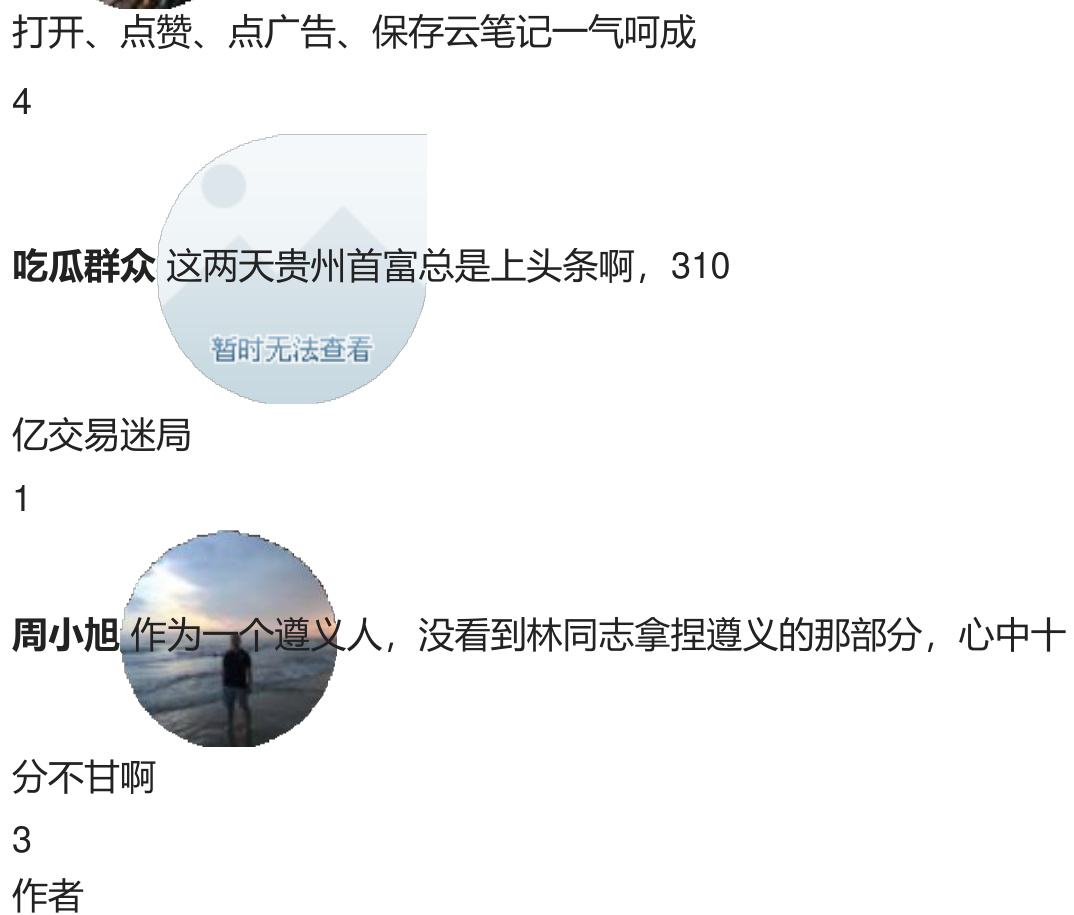 打开、点赞、点广告、保存云笔记一气呵成
4
吃瓜群众 这两天贵州首富总是上头条啊，310
暂时无法查看
亿交易迷局
1
周小旭 作为一个遵义人，没看到林同志拿捏遵义的那部分，心中十
分不甘啊
3
作者